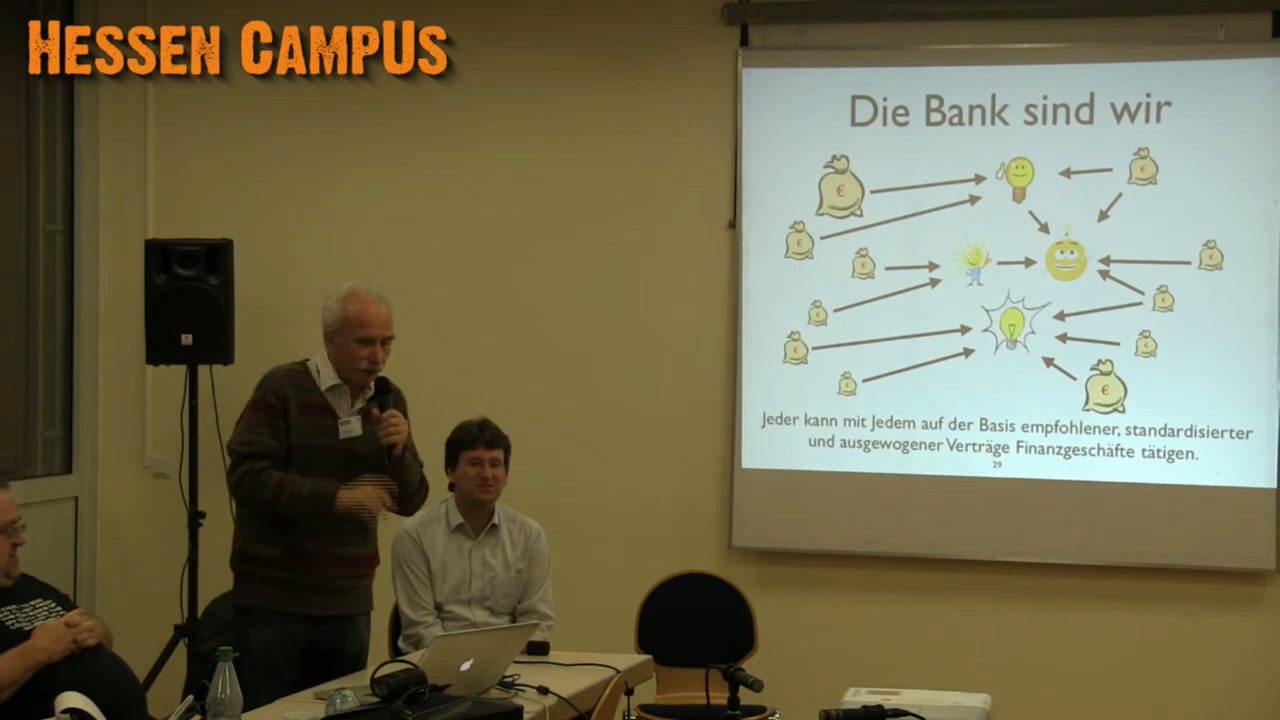 HESSEN CAMPUS
Die Bank sind wir
€ € € € € € € € € € €
Jeder kann mit Jedem auf der Basis empfohlener, standardisierter
und ausgewogener Verträge Finanzgeschäfte tätigen.
29